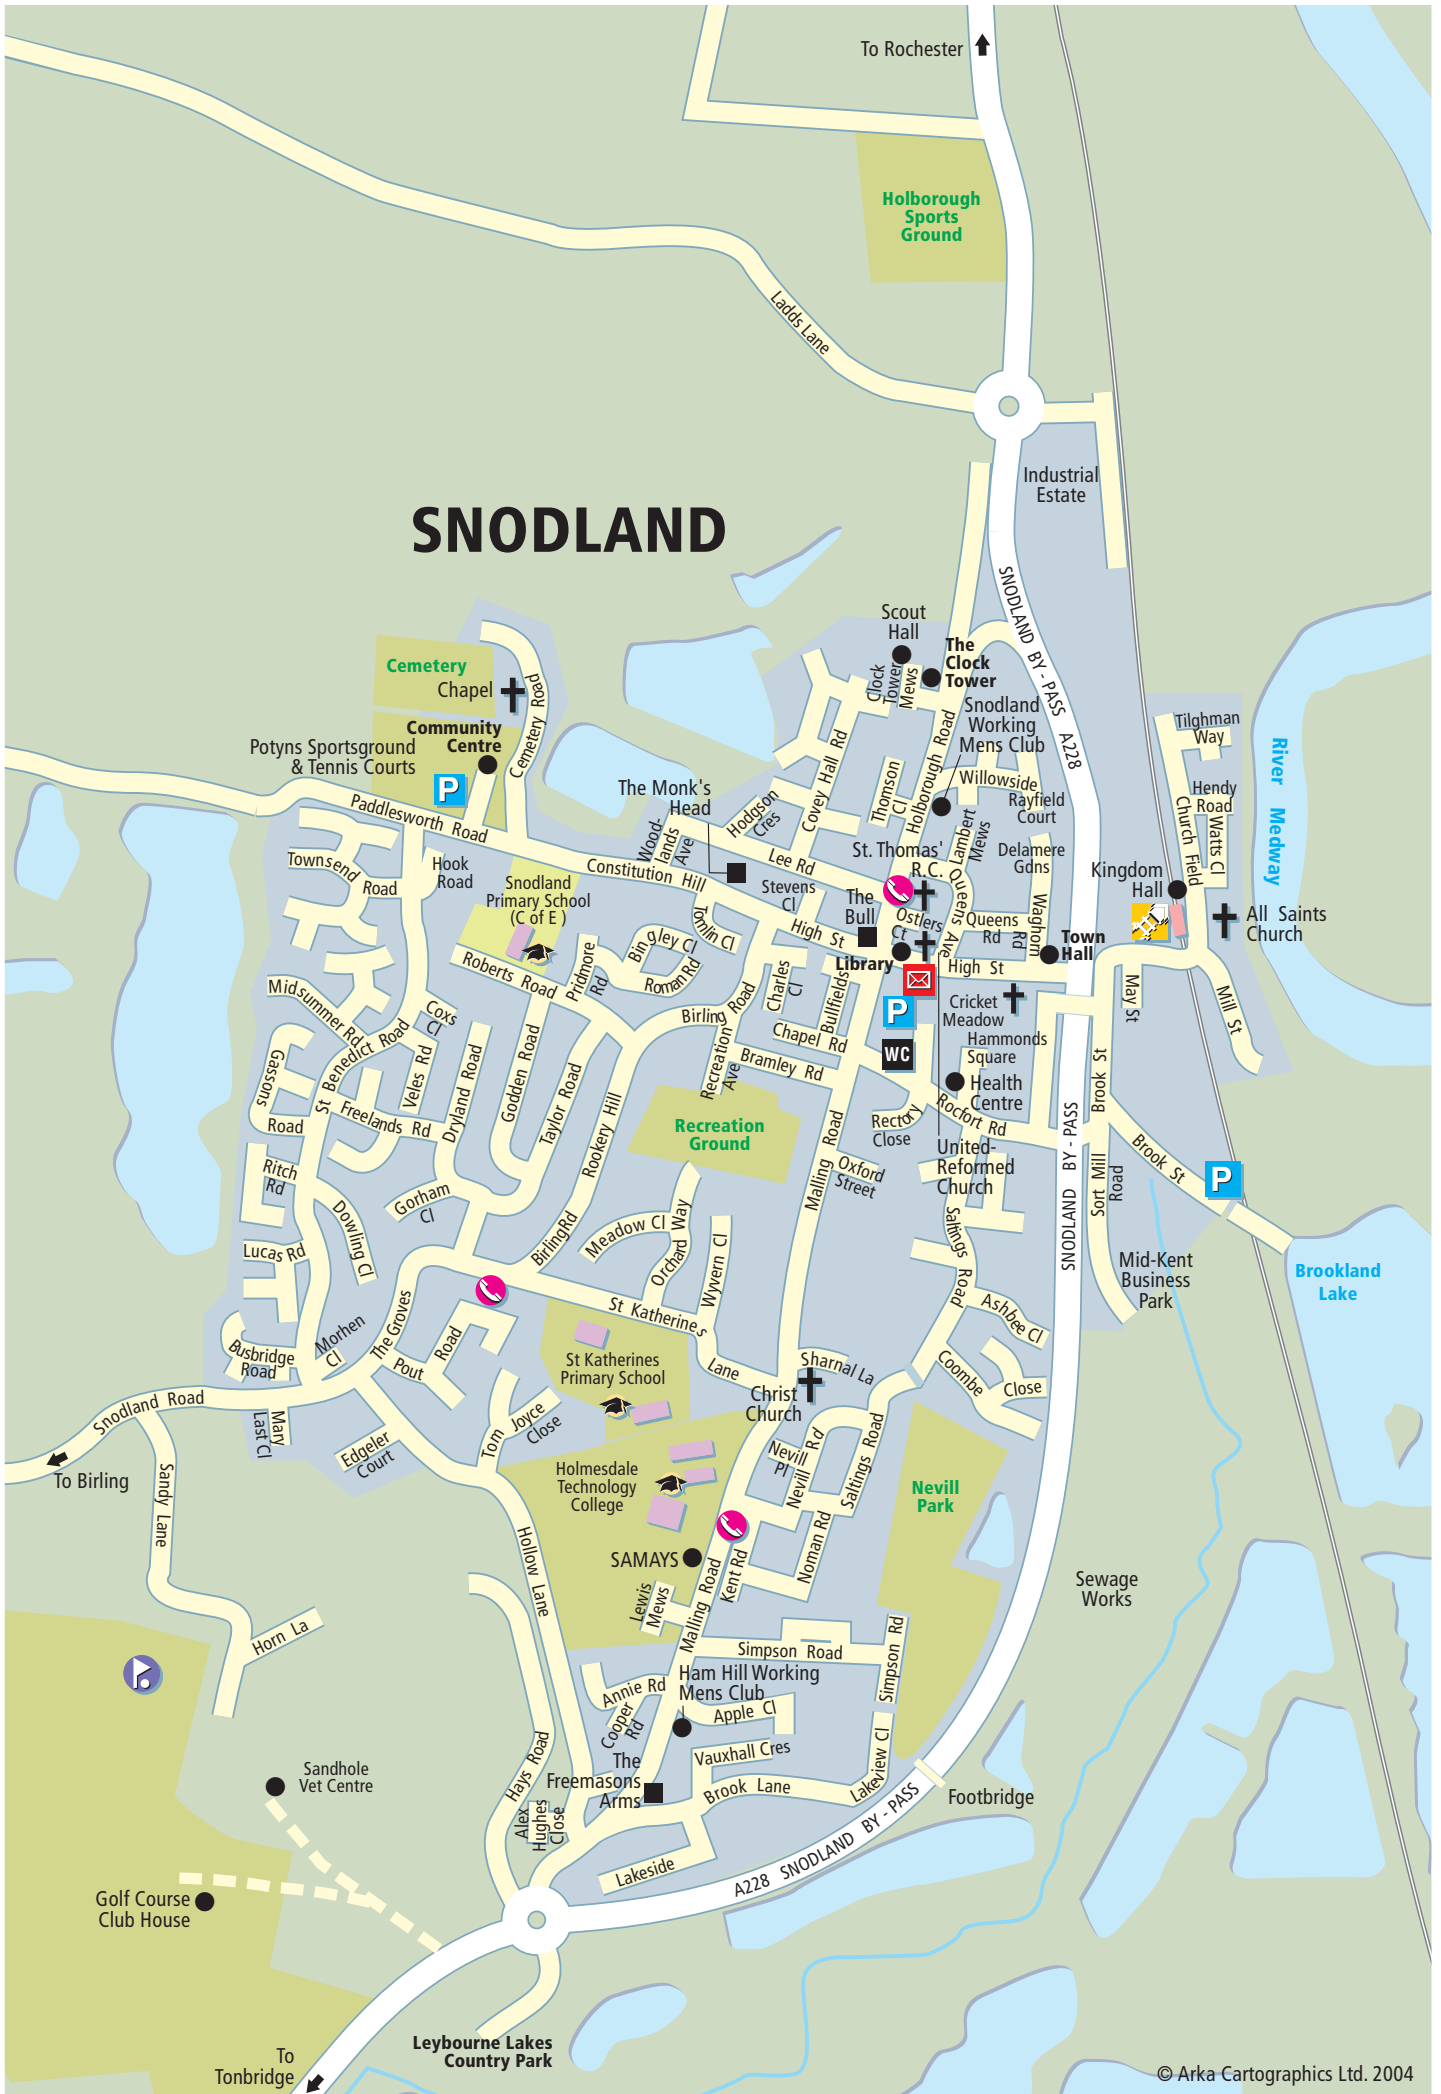 To Rochester
Holborough
Sports
Ground
Ladds Lane
Industrial
Estate
SNODLAND
SNODLAND BY - PASS A228
Scout
Hall
The
Clock
Tower
Clock
Tower
Mews
Cemetery
Chapel
Cemetery Road
Community
Centre
Potyns Sportsground
& Tennis Courts
P
Paddlesworth Road
Snodland
Working
Mens Club
Holborough Road
Covey Hall Rd
Thomson
Cl
Willowside
Rayfield
Court
Lambert
Mews
Delamere
Gdns
Tilghman
Way
Hendy
Road
Watts Cl
Church Field
River Medway
The Monk's
Head
Hodgson
Cres
Wood-
lands
Ave
Lee Rd
Constitution Hill
Stevens
Cl
St. Thomas'
R.C.
Kingdom
Hall
All Saints
Church
Townsend
Road
Hook
Road
Snodland
Primary School
(C of E )
Tomlin Cl
High St
The
Bull
Ostlers
Ct
Queens Ave
Queens
Rd
Waghorn
Rd
Town
Hall
Library
High St
Bingley Cl
Roman Rd
Roberts Road
Pridmore
Rd
Charles
Cl
Bullfields
P
WC
Cricket
Meadow
Hammonds
Square
May St
Mill St
Midsummer Rd
Coxs
Cl
St Benedict Road
Veles Rd
Dryland Road
Godden Road
Taylor Road
Rookery Hill
Birling Road
Recreation
Ave
Chapel Rd
Bramley Rd
Health
Centre
Rocfort Rd
Brook St
Gassons
Road
Freelands Rd
Recreation
Ground
Rectory
Close
Malling Road
Oxford
Street
United-
Reformed
Church
SNODLAND BY - PASS
Sort Mill
Road
Brook St
P
Ritch
Rd
Dowling Cl
Gorham
Cl
Lucas Rd
Birling Rd
Meadow Cl
Orchard Way
Wyvern Cl
Saltings Road
Mid-Kent
Business
Park
Brookland
Lake
St Katherines
Lane
Ashbee Cl
Coombe
Close
Busbridge
Road
Morhen
Cl
The Groves
Pout Road
St Katherines
Primary School
Sharnal La
Christ
Church
Snodland Road
To Birling
Mary
Last Cl
Edgeler
Court
Tom Joyce
Close
Holmesdale
Technology
College
Nevill
Pl
Nevill Rd
Saltings Road
Nevill
Park
Sandy Lane
Hollow Lane
SAMAYS
Kent Rd
Noman Rd
Malling Road
Lewis
Mews
Sewage
Works
Horn La
Simpson Road
Simpson Rd
Annie Rd
Cooper
Rd
Ham Hill Working
Mens Club
Apple Cl
Vauxhall Cres
Brook Lane
Lakeview Cl
Footbridge
Sandhole
Vet Centre
Hays Road
The
Freemasons
Arms
Alex
Hughes
Close
Lakeside
A228 SNODLAND BY - PASS
Golf Course
Club House
Leybourne Lakes
Country Park
To
Tonbridge
© Arka Cartographics Ltd. 2004